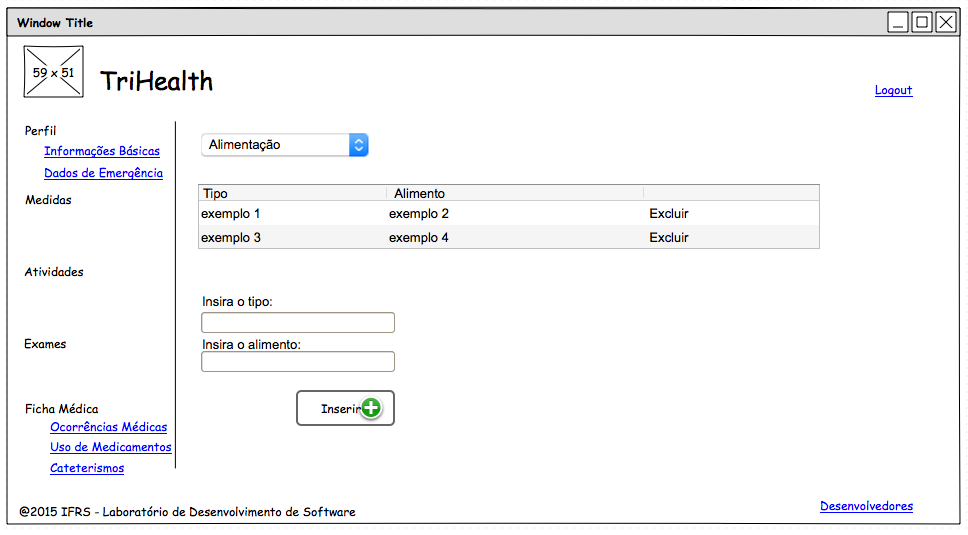 Window Title
59 x 51
TriHealth
Logout
Perfil
Informações Básicas
Dados de Emergência
Medidas
Atividades
Exames
Ficha Médica
Ocorrências Médicas
Uso de Medicamentos
Cateterismos
Alimentação
Tipo Alimento
exemplo 1 exemplo 2 Excluir
exemplo 3 exemplo 4 Excluir
Insira o tipo:
Insira o alimento:
Inserir
@2015 IFRS - Laboratório de Desenvolvimento de Software
Desenvolvedores